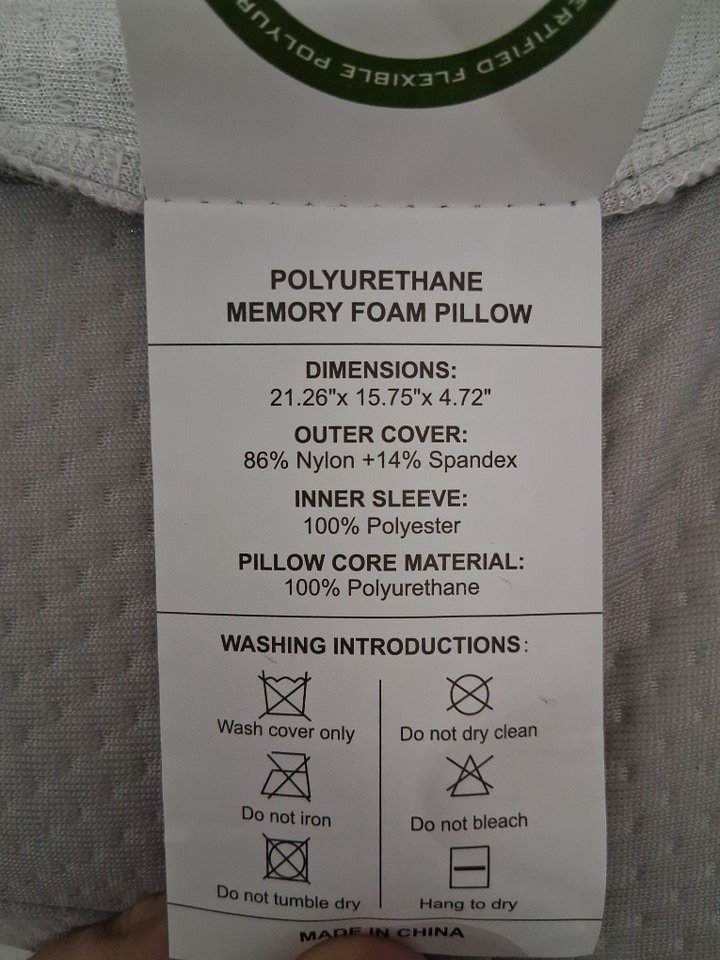 ERTIFIED FLEXIBLE POLYUR
POLYURETHANE
MEMORY FOAM PILLOW
DIMENSIONS:
21.26"x 15.75"x 4.72"
OUTER COVER:
86% Nylon +14% Spandex
INNER SLEEVE:
100% Polyester
PILLOW CORE MATERIAL:
100% Polyurethane
WASHING INTRODUCTIONS:
Wash cover only
Do not dry clean
Do not iron
Do not bleach
Do not tumble dry
Hang to dry
MADE IN CHINA